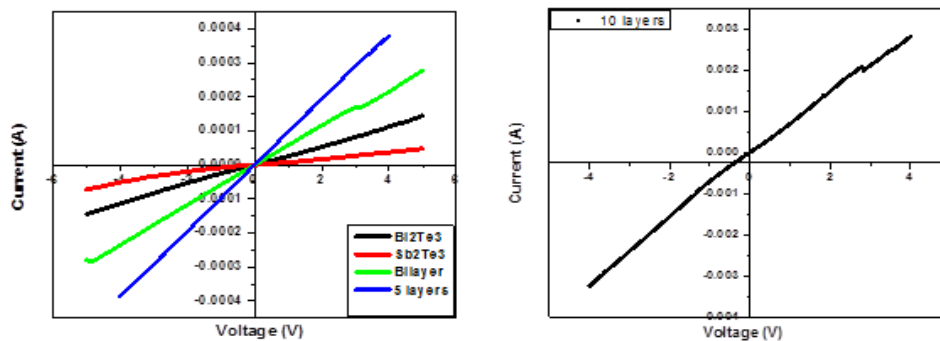 0.0004
0.0003
0.0002
0.0001
0.0000
-0.0001
-0.0002
-0.0003
-0.0004
-6 -4 -2 0 2 4 6
Current (A)
Voltage (V)
Bi2Te3
Sb2Te3
Bilayer
5 layers
10 layers
0.003
0.002
0.001
0.000
-0.001
-0.002
-0.003
-0.004
-4 -2 0 2 4
Current (A)
Voltage (V)